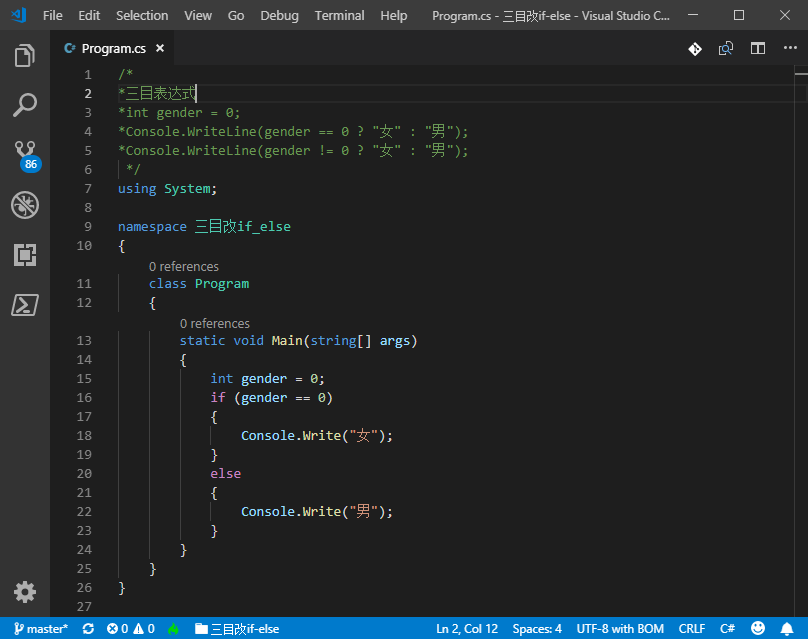 File Edit Selection View Go Debug Terminal Help Program.cs - 三目改if-else - Visual Studio C...
Program.cs
1 /*
2 *三目表达式
3 *int gender = 0;
4 *Console.WriteLine(gender == 0 ? "女" : "男");
5 *Console.WriteLine(gender != 0 ? "女" : "男");
6 */
7 using System;
8
9 namespace 三目改if_else
10 {
0 references
11 class Program
12 {
0 references
13 static void Main(string[] args)
14 {
15 int gender = 0;
16 if (gender == 0)
17 {
18 Console.Write("女");
19 }
20 else
21 {
22 Console.Write("男");
23 }
24 }
25 }
26 }
27
86
master* 0 0 三目改if-else Ln 2, Col 12 Spaces: 4 UTF-8 with BOM CRLF C#